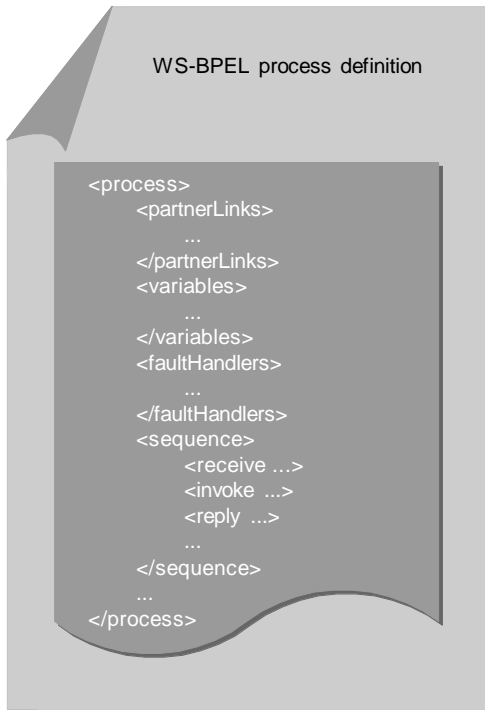 WS-BPEL process definition
<process>
<partnerLinks>
...
</partnerLinks>
<variables>
...
</variables>
<faultHandlers>
...
</faultHandlers>
<sequence>
<receive ...>
<invoke ...>
<reply ...>
...
</sequence>
...
</process>